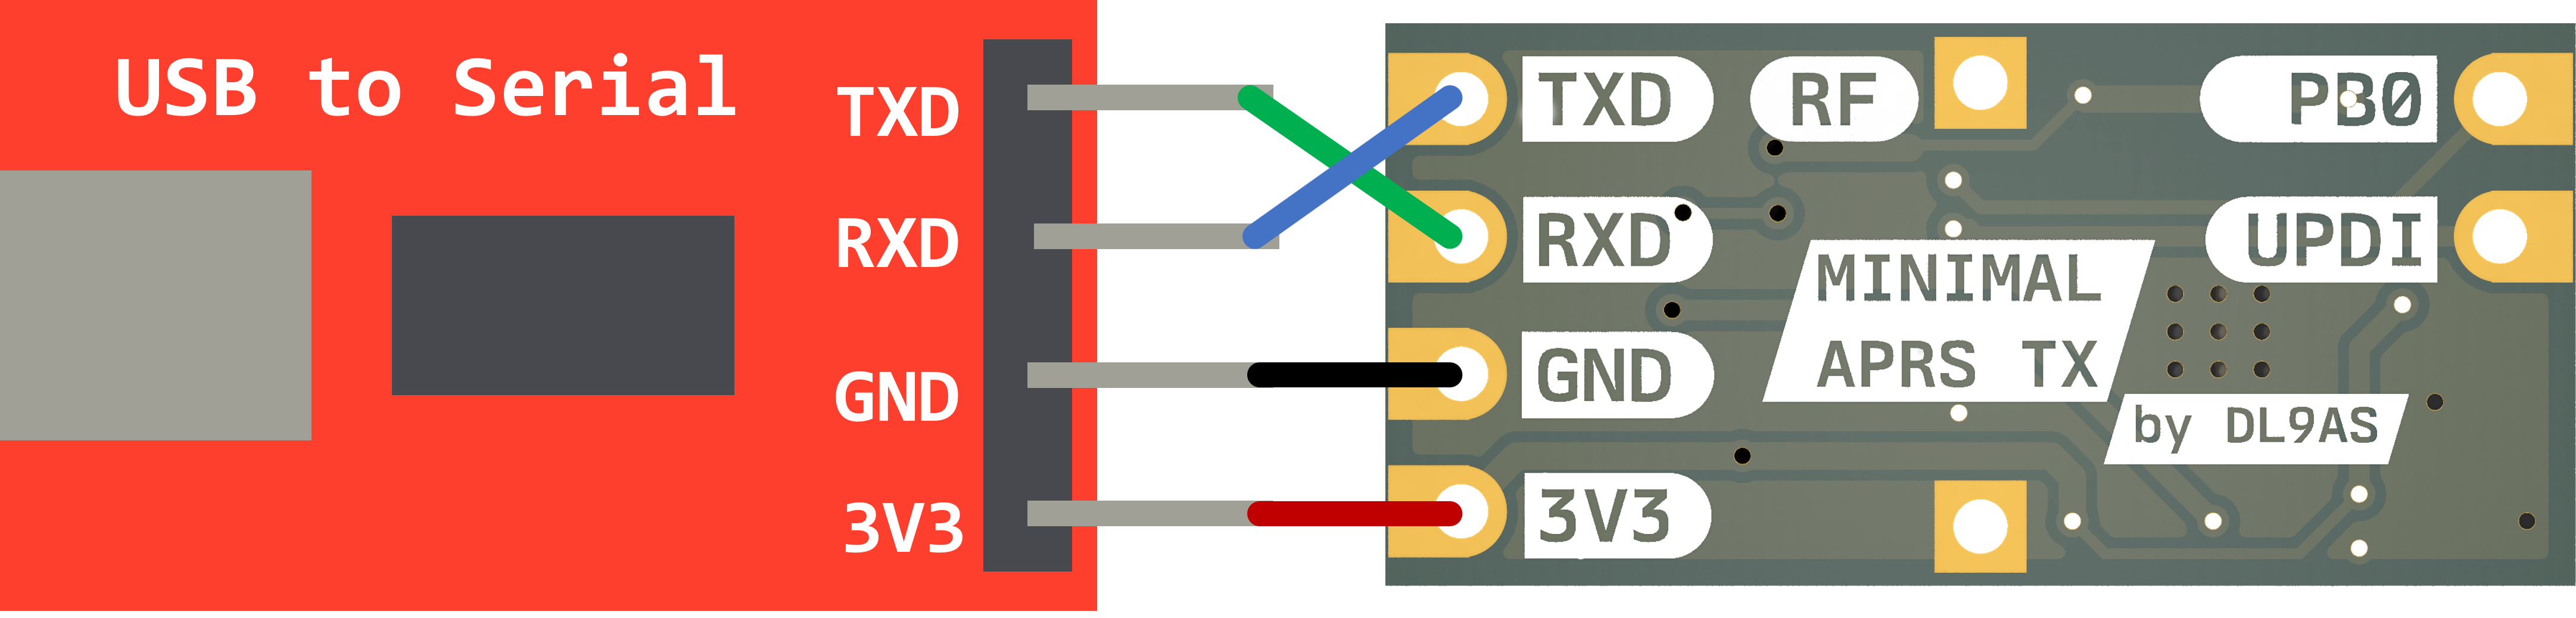 USB to Serial
TXD
RXD
GND
3V3
TXD
RXD
GND
3V3
RF
PB0
UPDI
MINIMAL
APRS TX
by DL9AS